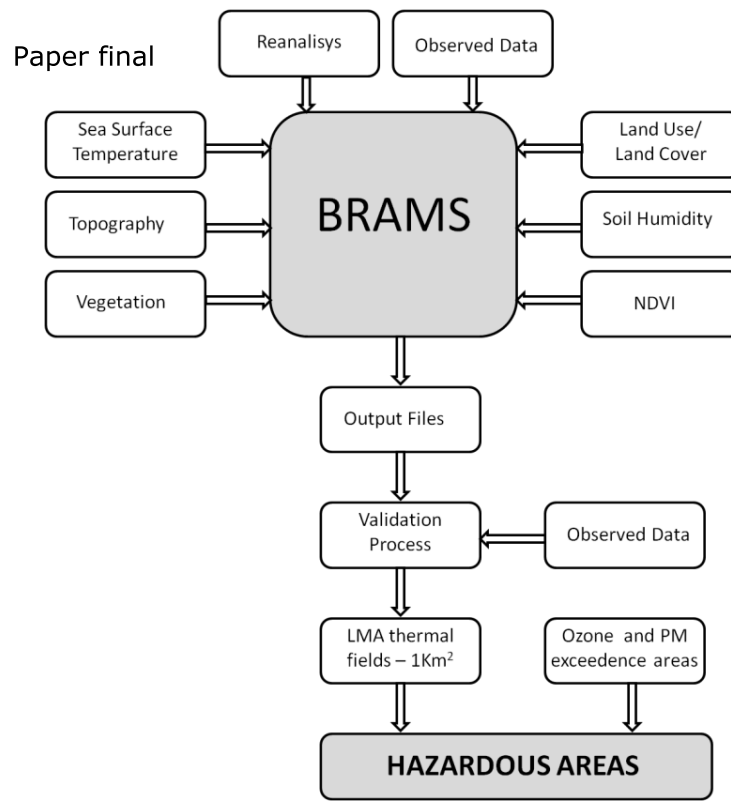 Paper final
Reanalisys
Observed Data
Sea Surface
Temperature
Land Use/
Land Cover
BRAMS
Topography
Soil Humidity
Vegetation
NDVI
Output Files
Validation
Process
Observed Data
LMA thermal
fields – 1Km²
Ozone and PM
exceedence areas
HAZARDOUS AREAS